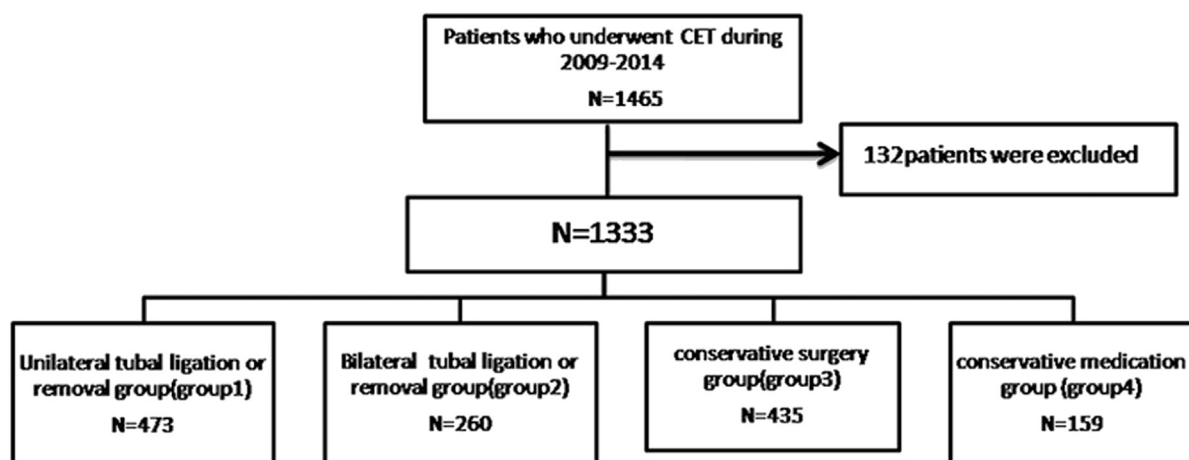 Patients who underwent CET during
2009-2014
N=1465
132patients were excluded
N=1333
Unilateral tubal ligation or
removal group(group1)
N=473
Bilateral tubal ligation or
removal group(group2)
N=260
conservative surgery
group(group3)
N=435
conservative medication
group (group4)
N=159